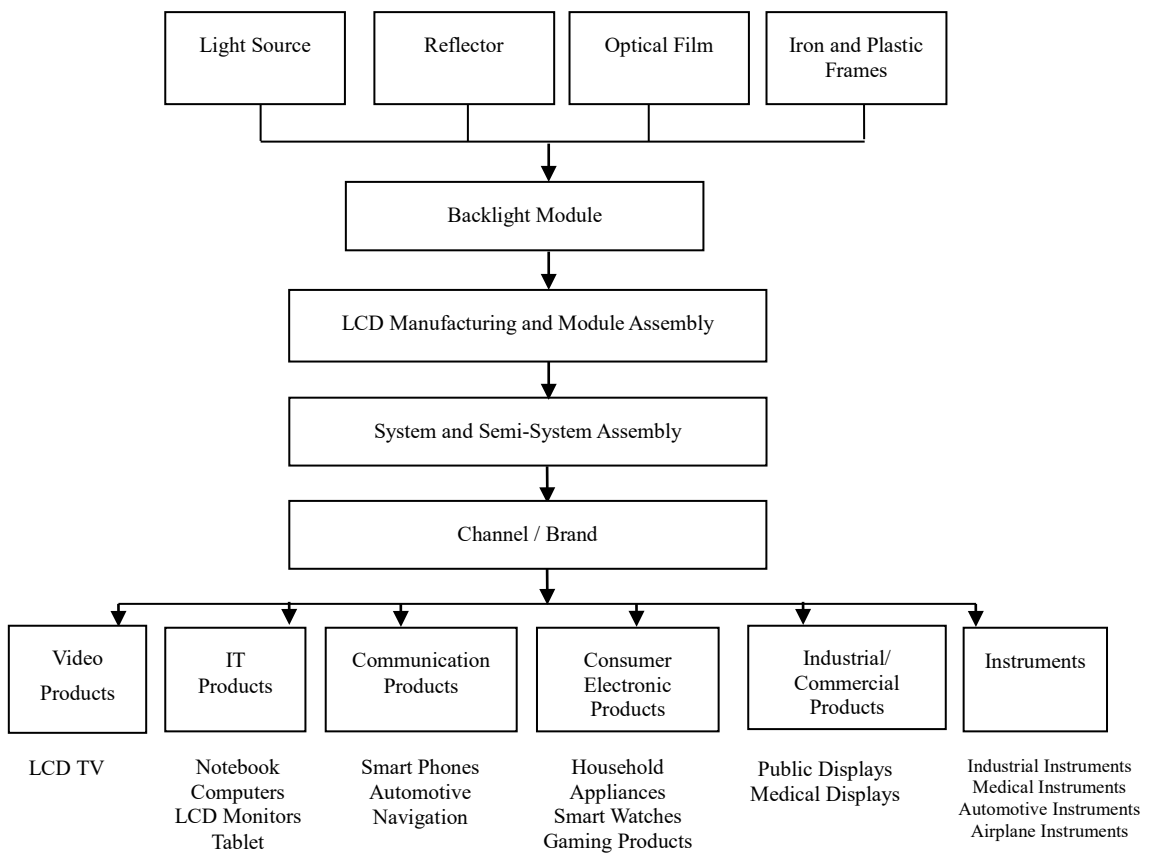 Light Source
Reflector
Optical Film
Iron and Plastic
Frames
Backlight Module
LCD Manufacturing and Module Assembly
System and Semi-System Assembly
Channel / Brand
Video
Products
IT
Products
Communication
Products
Consumer
Electronic
Products
Industrial/
Commercial
Products
Instruments
LCD TV
Notebook
Computers
LCD Monitors
Tablet
Smart Phones
Automotive
Navigation
Household
Appliances
Smart Watches
Gaming Products
Public Displays
Medical Displays
Industrial Instruments
Medical Instruments
Automotive Instruments
Airplane Instruments